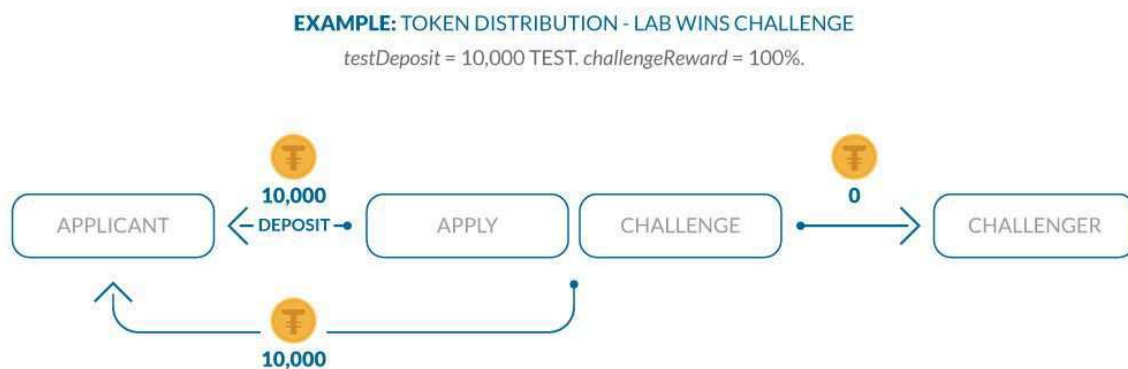 EXAMPLE: TOKEN DISTRIBUTION - LAB WINS CHALLENGE
testDeposit = 10,000 TEST. challengeReward = 100%.
10,000
0
APPLICANT
DEPOSIT
APPLY
CHALLENGE
CHALLENGER
10,000